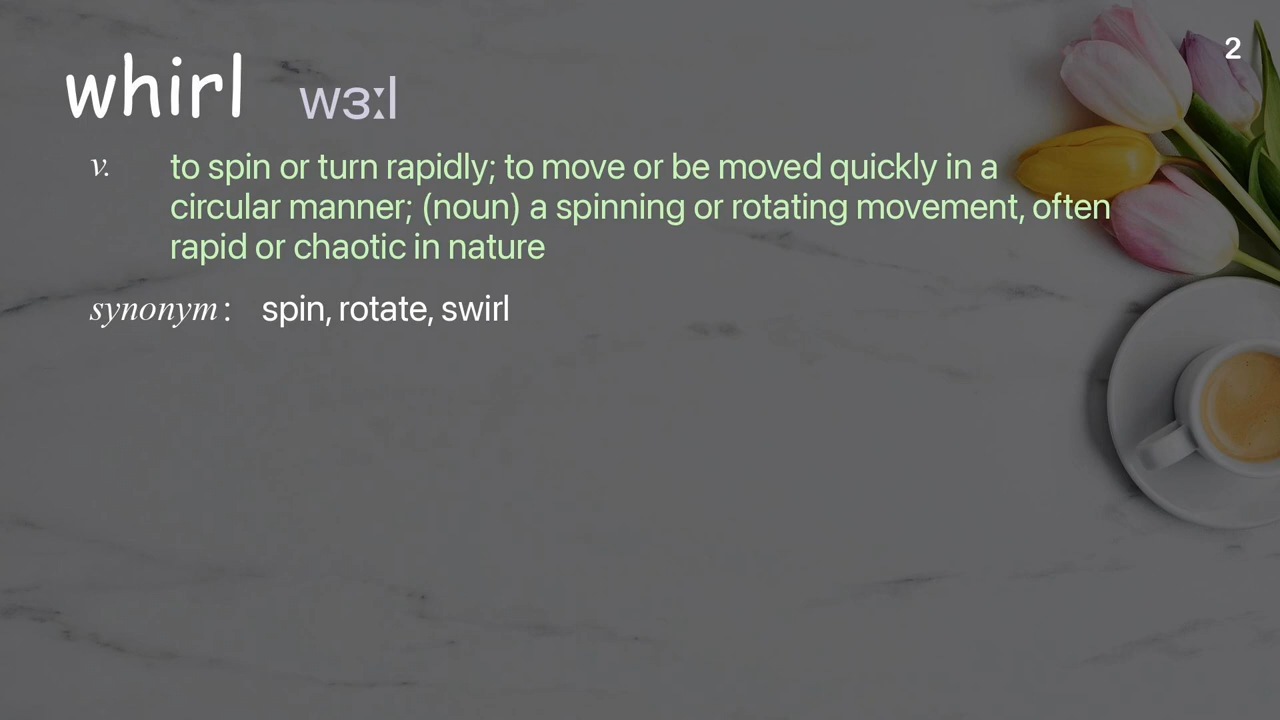 2
whirl wɜːl
v. to spin or turn rapidly; to move or be moved quickly in a
circular manner; (noun) a spinning or rotating movement, often
rapid or chaotic in nature
synonym: spin, rotate, swirl